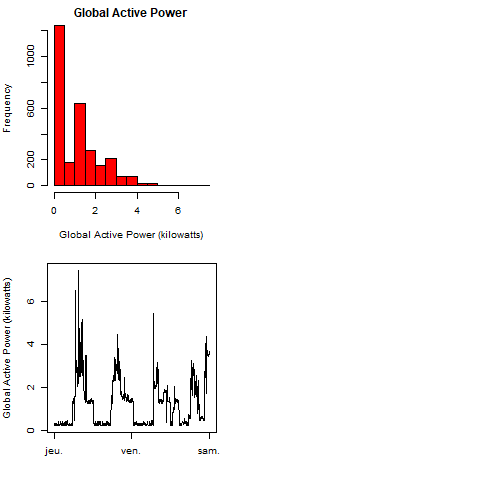 Global Active Power
Frequency
1000
600
200
0
0 2 4 6
Global Active Power (kilowatts)
Global Active Power (kilowatts)
6
4
2
0
jeu. ven. sam.